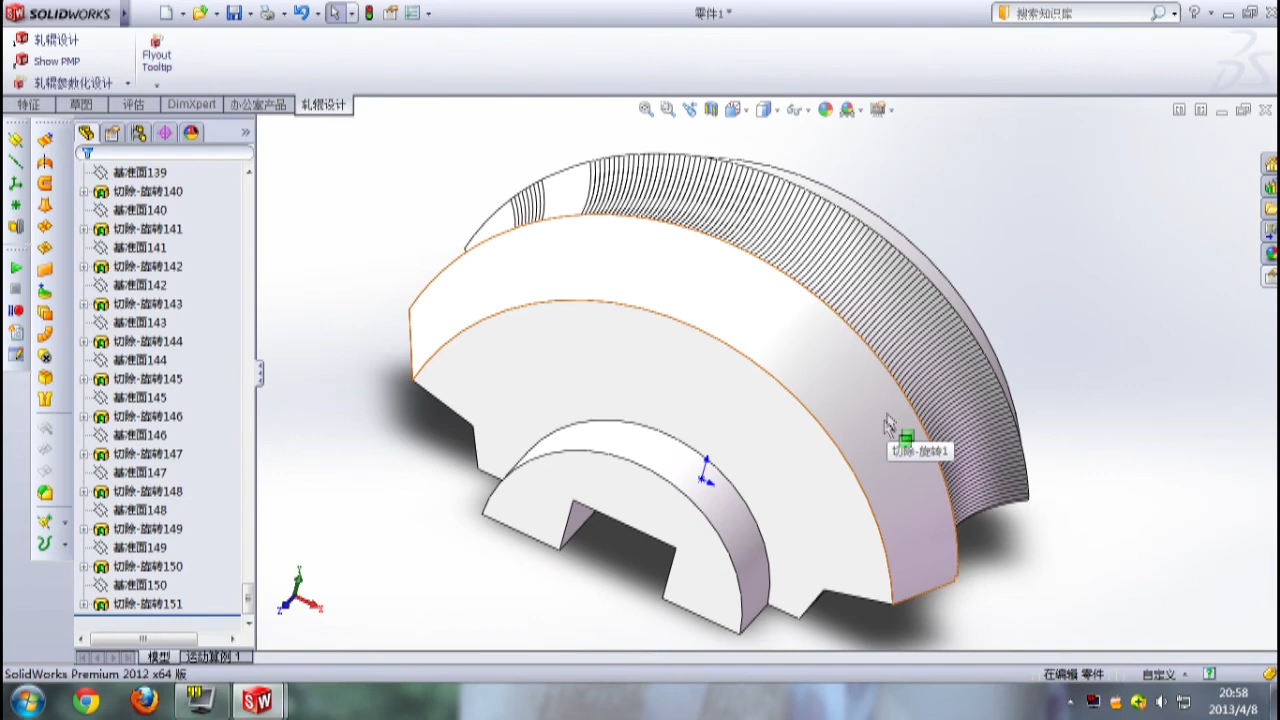 SOLIDWORKS
零件1*
搜索知识库
轧辊设计
Show PMP
轧辊参数化设计
Flyout
Tooltip
特征 草图 评估 DimXpert 办公室产品 轧辊设计
基准面139
切除-旋转140
基准面140
切除-旋转141
基准面141
切除-旋转142
基准面142
切除-旋转143
基准面143
切除-旋转144
基准面144
切除-旋转145
基准面145
切除-旋转146
基准面146
切除-旋转147
基准面147
切除-旋转148
基准面148
切除-旋转149
基准面149
切除-旋转150
基准面150
切除-旋转151
切除-旋转1
Y
X
Z
模型 运动算例 1
SolidWorks Premium 2012 x64 版
在编辑 零件
自定义
20:58
2013/4/8